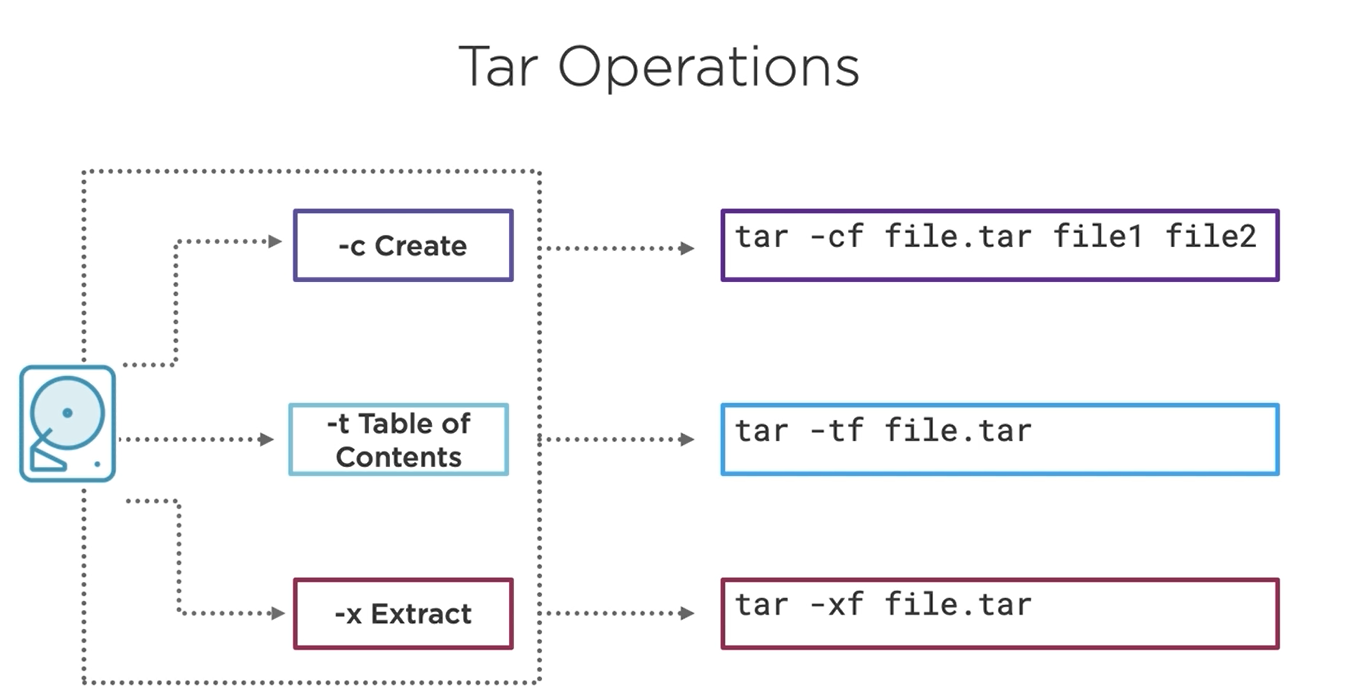 Tar Operations
-c Create
tar -cf file.tar file1 file2
-t Table of
Contents
tar -tf file.tar
-x Extract
tar -xf file.tar